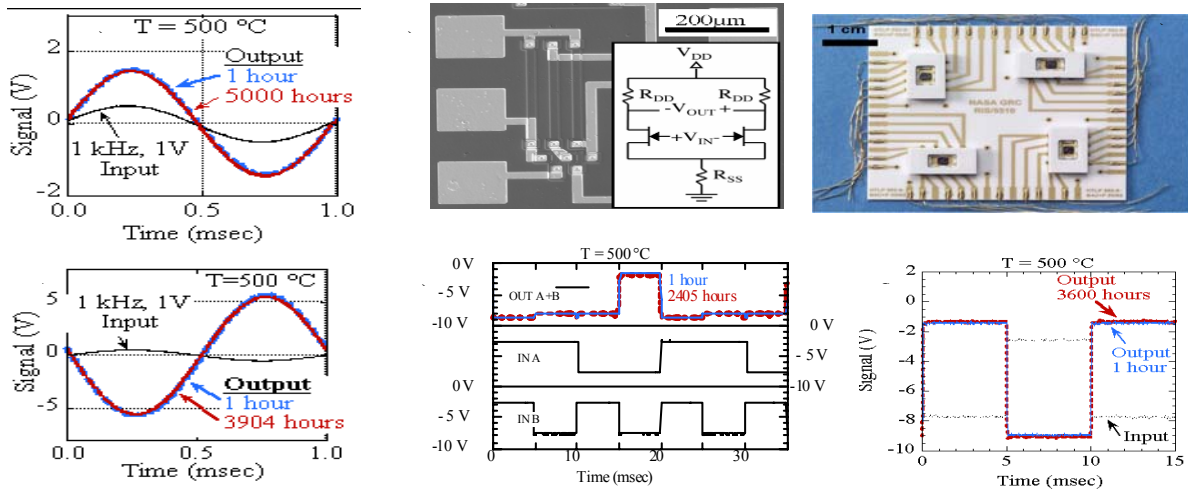 T = 500 °C
2
0
-2
Signal (V)
Output
1 hour
5000 hours
1 kHz, 1V
Input
0.0
0.5
1.0
Time (msec)
200µm
V_DD
R_DD
R_DD
-V_OUT +
+V_IN-
R_SS
1 cm
NASA GRC
T=500 °C
5
0
-5
Signal (V)
1 kHz, 1V
Input
Output
1 hour
3904 hours
0.0
0.5
1.0
Time (msec)
T = 500 °C
0 V
- 5 V
-10 V
OUT A+B
1 hour
2405 hours
0 V
- 5 V
-10 V
IN A
0 V
-5 V
-10 V
IN B
0
10
20
30
Time (msec)
T = 500 °C
2
0
-2
-4
-6
-8
-10
Signal (V)
Output
3600 hours
Output
1 hour
Input
0
5
10
15
Time (msec)